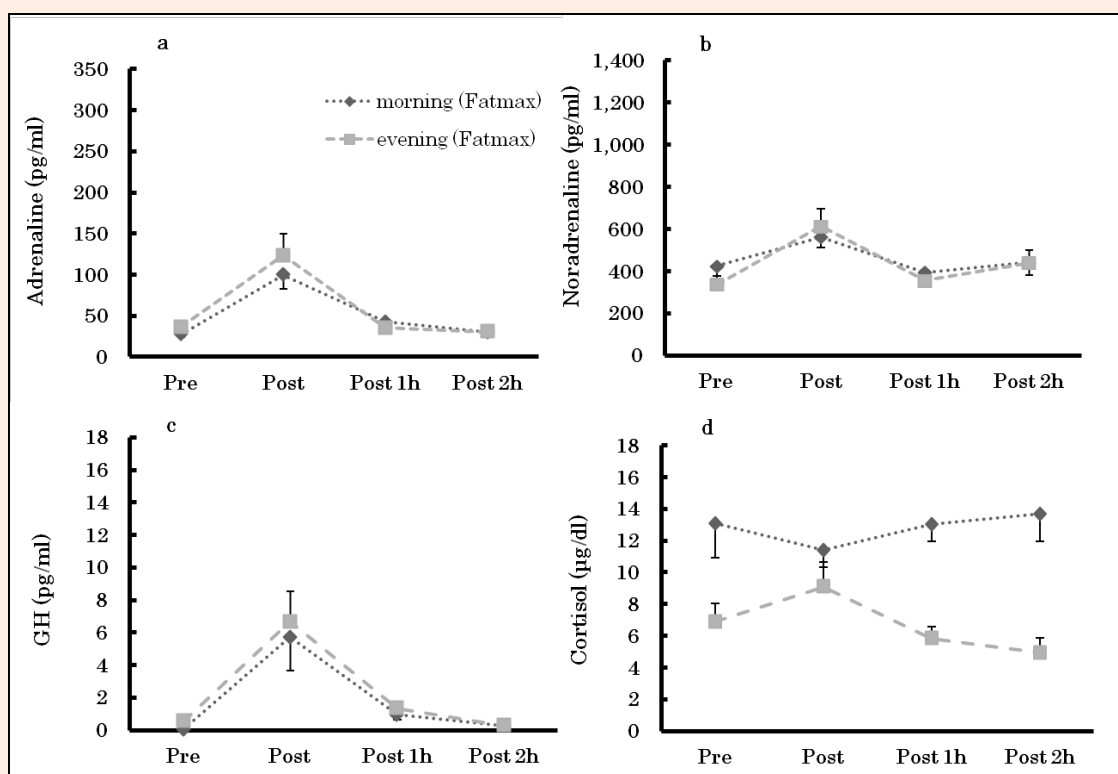 a
Adrenaline (pg/ml)
350
300
250
200
150
100
50
0
morning (Fatmax)
evening (Fatmax)
Pre Post Post 1h Post 2h
b
Noradrenaline (pg/ml)
1,400
1,200
1,000
800
600
400
200
0
Pre Post Post 1h Post 2h
c
GH (pg/ml)
18
16
14
12
10
8
6
4
2
0
Pre Post Post 1h Post 2h
d
Cortisol (µg/dl)
18
16
14
12
10
8
6
4
2
0
Pre Post Post 1h Post 2h